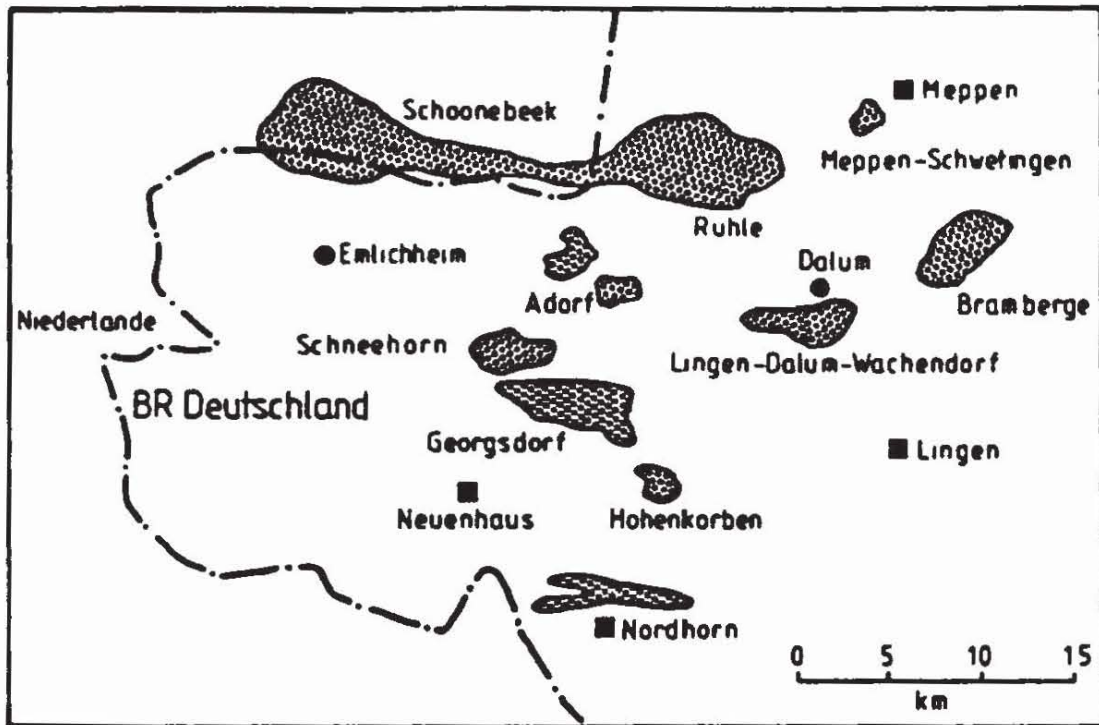 Meppen
Schoonebeek
Meppen-Schwefingen
Ruhle
Emlichheim
Dalum
Adorf
Bramberge
Niederlande
Schneehorn
Lingen-Dalum-Wachendorf
BR Deutschland
Georgsdorf
Lingen
Neuenhaus
Hohenkörben
Nordhorn
0 5 10 15
km